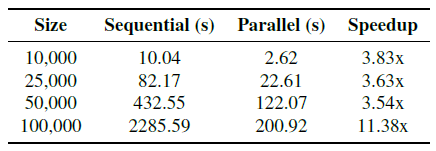 Size Sequential (s) Parallel (s) Speedup
10,000 10.04 2.62 3.83x
25,000 82.17 22.61 3.63x
50,000 432.55 122.07 3.54x
100,000 2285.59 200.92 11.38x